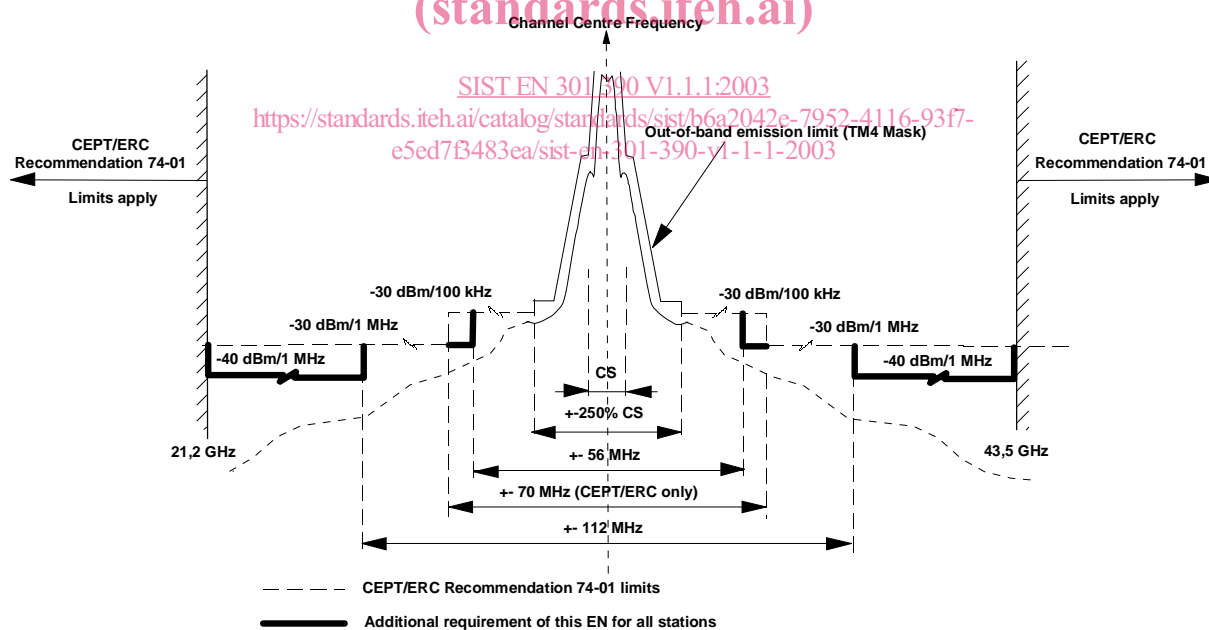 (standards.iteh.ai)
Channel Centre Frequency
SIST EN 301 390 V1.1.1:2003
https://standards.iteh.ai/catalog/standards/sist/b6a2042e-7952-4116-93f7-
e5ed7f3483ea/sist-en-301-390-v1-1-1-2003
Out-of-band emission limit (TM4 Mask)
CEPT/ERC
Recommendation 74-01
Limits apply
CEPT/ERC
Recommendation 74-01
Limits apply
-30 dBm/100 kHz
-30 dBm/100 kHz
-30 dBm/1 MHz
-30 dBm/1 MHz
-40 dBm/1 MHz
-40 dBm/1 MHz
CS
+-250% CS
21,2 GHz
43,5 GHz
+- 56 MHz
+- 70 MHz (CEPT/ERC only)
+- 112 MHz
CEPT/ERC Recommendation 74-01 limits
Additional requirement of this EN for all stations